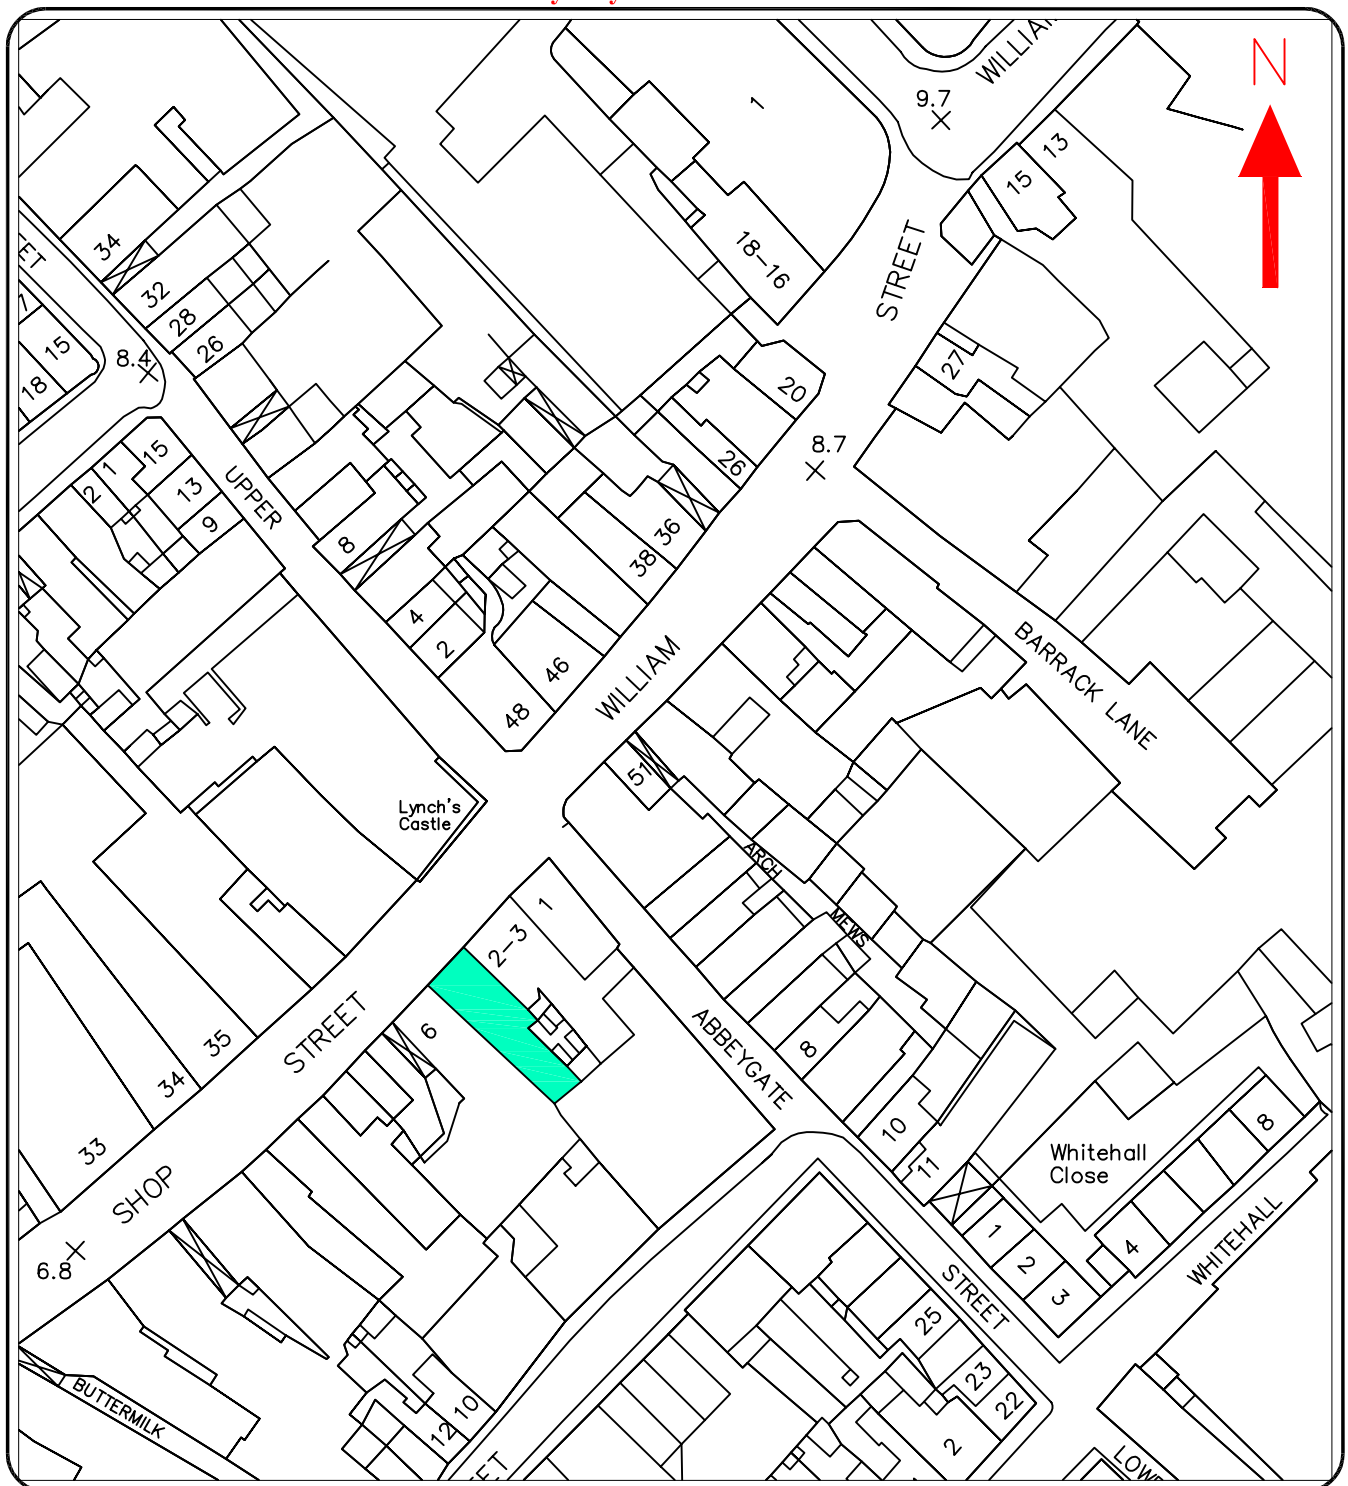 WILLIAM
N
9.7
1
13
15
34
18-16
STREET
32
28
26
15
8.4
18
27
20
8.7
26
1
15
2
13
9
UPPER
8
36
38
4
2
46
48
WILLIAM
BARRACK LANE
51
Lynch's
Castle
ARCH
MEWS
1
2-3
6
STREET
35
34
33
SHOP
6.8
ABBEYGATE
STREET
8
10
11
Whitehall
Close
8
4
1
2
3
WHITEHALL
25
23
22
2
BUTTERMILK
10
12